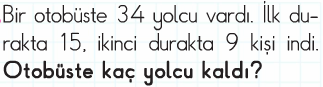 Bir otobüste 34 yolcu vardı. İlk du-
rakta 15, ikinci durakta 9 kişi indi.
Otobüste kaç yolcu kaldı?